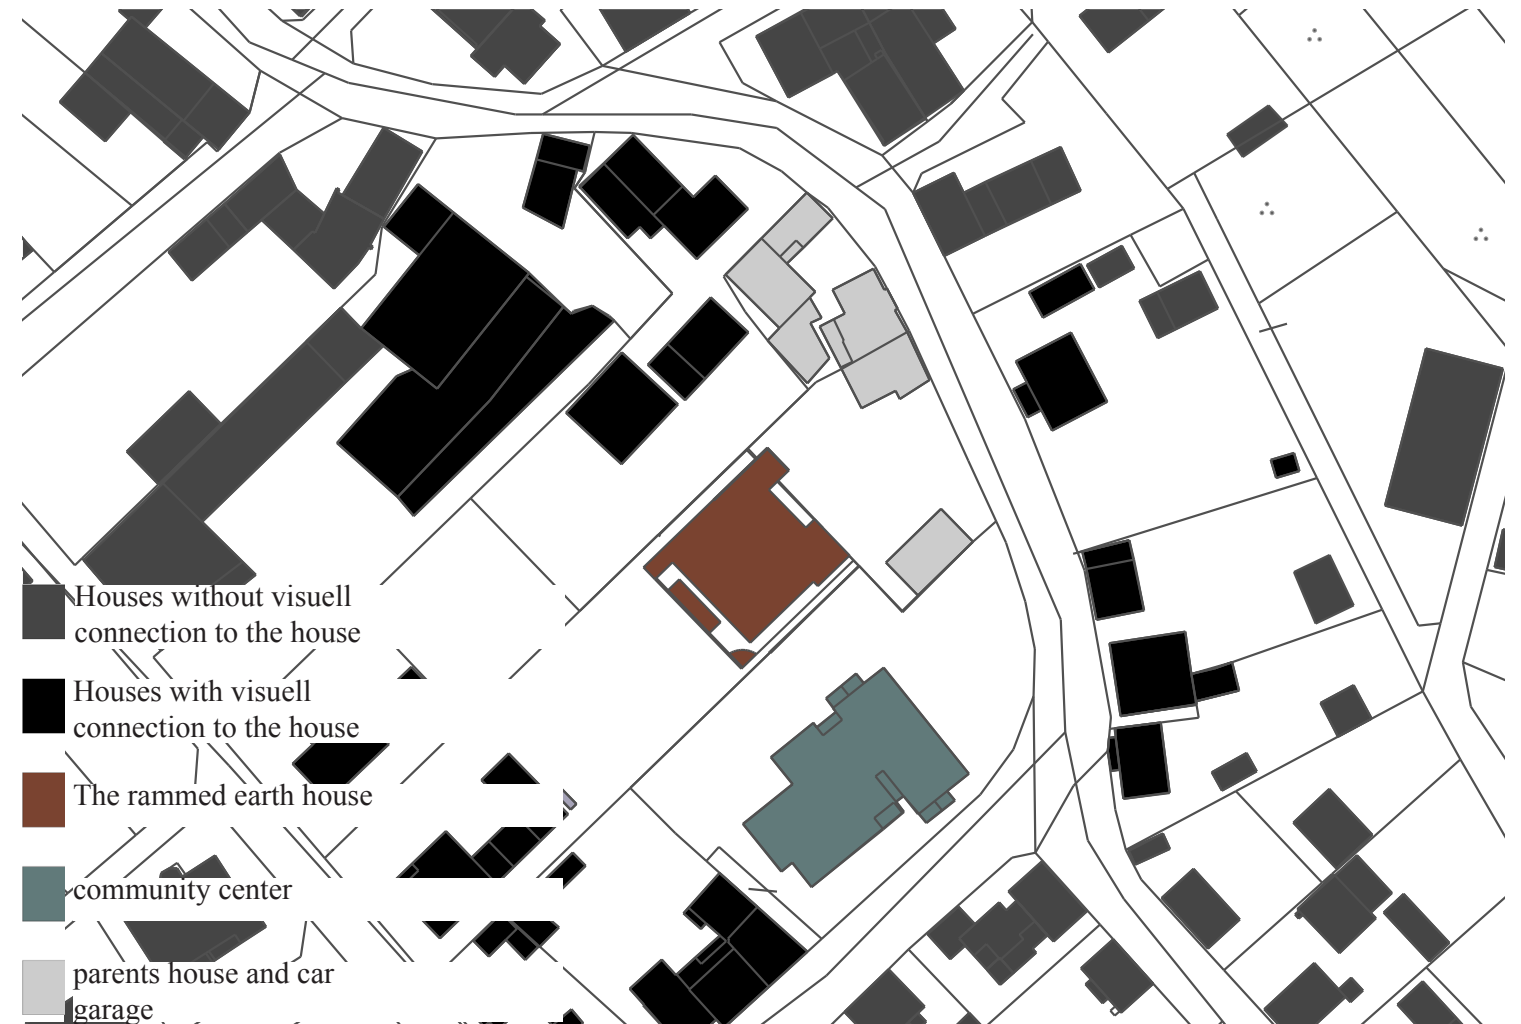 Houses without visuell
connection to the house
Houses with visuell
connection to the house
The rammed earth house
community center
parents house and car
garage